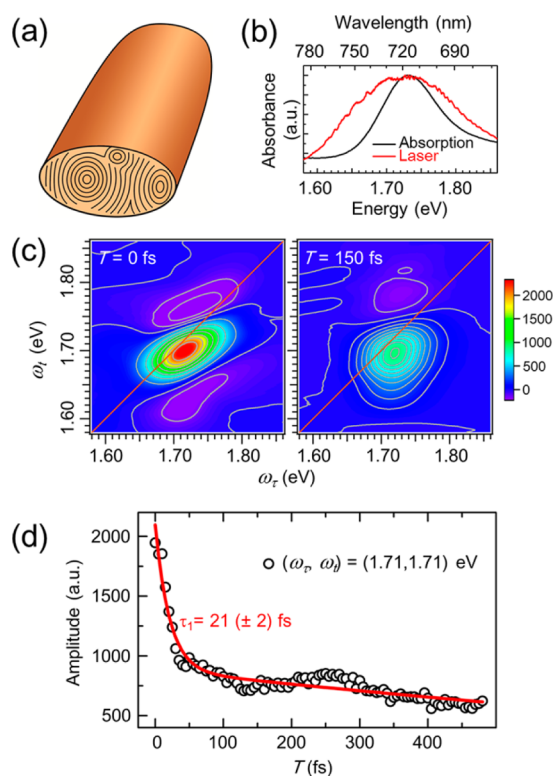 (a)
(b)
Wavelength (nm)
780 750 720 690
Absorbance
(a.u.)
Absorption
Laser
1.60 1.70 1.80
Energy (eV)
(c)
T = 0 fs
T = 150 fs
1.80
1.70
1.60
ωt (eV)
1.60 1.70 1.80 1.60 1.70 1.80
ωτ (eV)
2000
1500
1000
500
0
(d)
2000
1500
1000
500
Amplitude (a.u.)
(ωτ, ωt) = (1.71,1.71) eV
τ1= 21 (± 2) fs
0 100 200 300 400
T (fs)